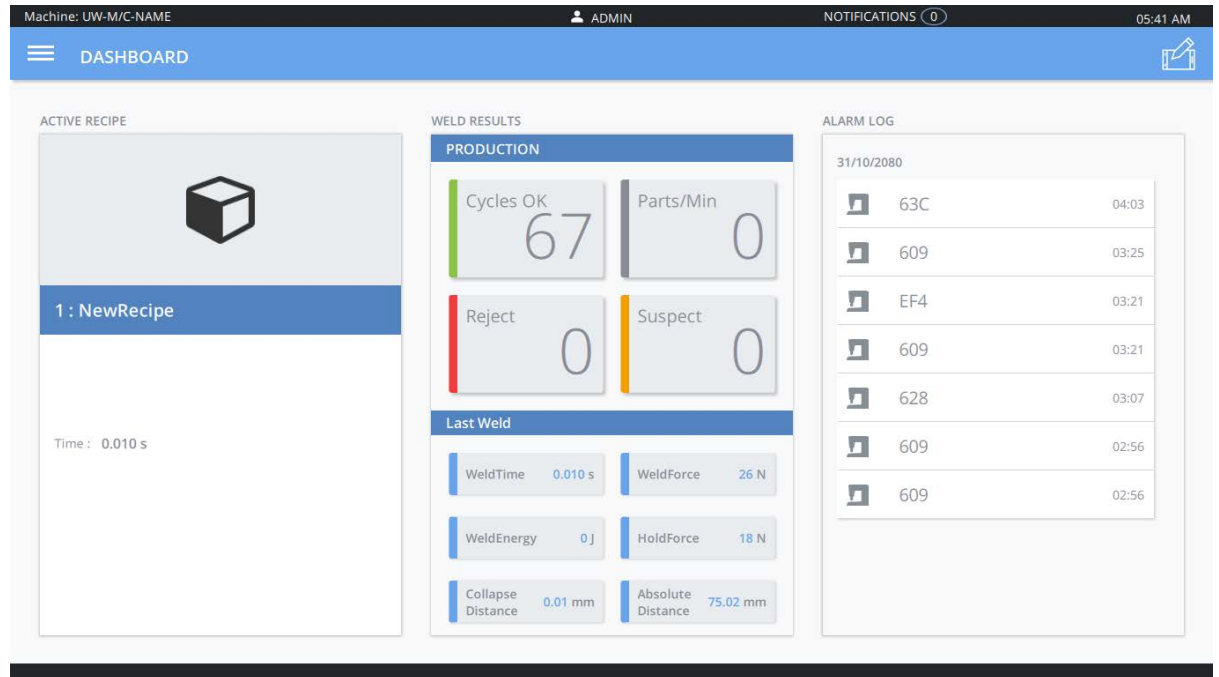 Machine: UW-M/C-NAME
ADMIN
NOTIFICATIONS 0
05:41 AM
DASHBOARD
ACTIVE RECIPE
1 : NewRecipe
Time : 0.010 s
WELD RESULTS
PRODUCTION
Cycles OK
67
Parts/Min
0
Reject
0
Suspect
0
Last Weld
WeldTime 0.010 s
WeldForce 26 N
WeldEnergy 0 J
HoldForce 18 N
Collapse
Distance 0.01 mm
Absolute
Distance 75.02 mm
ALARM LOG
31/10/2080
63C 04:03
609 03:25
EF4 03:21
609 03:21
628 03:07
609 02:56
609 02:56